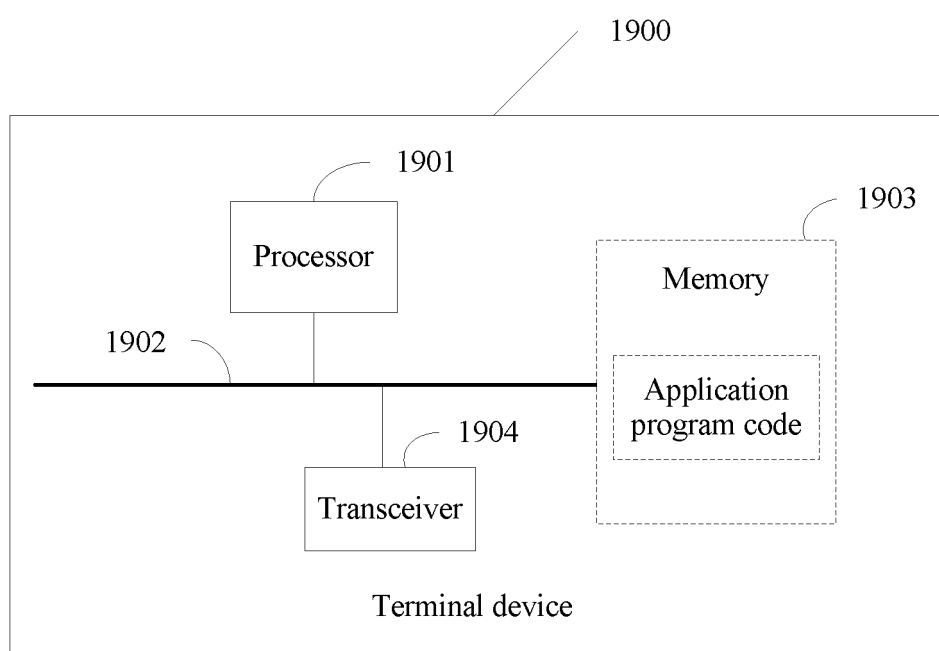 1900
1901
Processor
1903
Memory
1902
Application
program code
1904
Transceiver
Terminal device